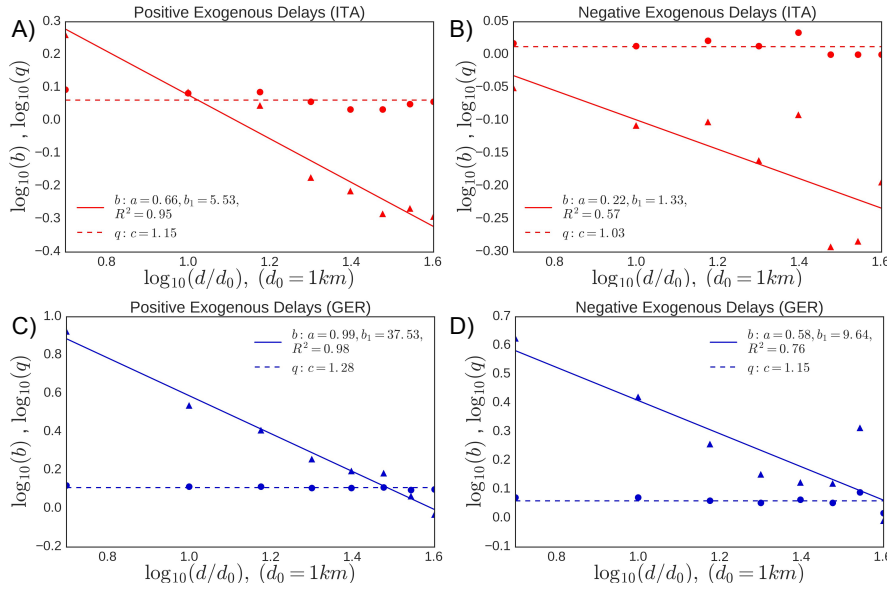 A)
Positive Exogenous Delays (ITA)
0.3
0.2
0.1
0.0
−0.1
−0.2
−0.3
−0.4
log₁₀(b) , log₁₀(q)
b: a = 0.66, b₁ = 5.53,
R² = 0.95
q: c = 1.15
1.0
1.2
1.4
1.6
log₁₀(d/d₀), (d₀ = 1km)
B)
Negative Exogenous Delays (ITA)
0.05
0.00
−0.05
−0.10
−0.15
−0.20
−0.25
−0.30
log₁₀(b) , log₁₀(q)
b: a = 0.22, b₁ = 1.33,
R² = 0.57
q: c = 1.03
1.0
1.2
1.4
1.6
log₁₀(d/d₀), (d₀ = 1km)
C)
Positive Exogenous Delays (GER)
1.0
0.8
0.6
0.4
0.2
0.0
−0.2
log₁₀(b) , log₁₀(q)
b: a = 0.99, b₁ = 37.53,
R² = 0.98
q: c = 1.28
1.0
1.2
1.4
1.6
log₁₀(d/d₀), (d₀ = 1km)
D)
Negative Exogenous Delays (GER)
0.7
0.6
0.5
0.4
0.3
0.2
0.1
0.0
−0.1
log₁₀(b) , log₁₀(q)
b: a = 0.58, b₁ = 9.64,
R² = 0.76
q: c = 1.15
1.0
1.2
1.4
1.6
log₁₀(d/d₀), (d₀ = 1km)